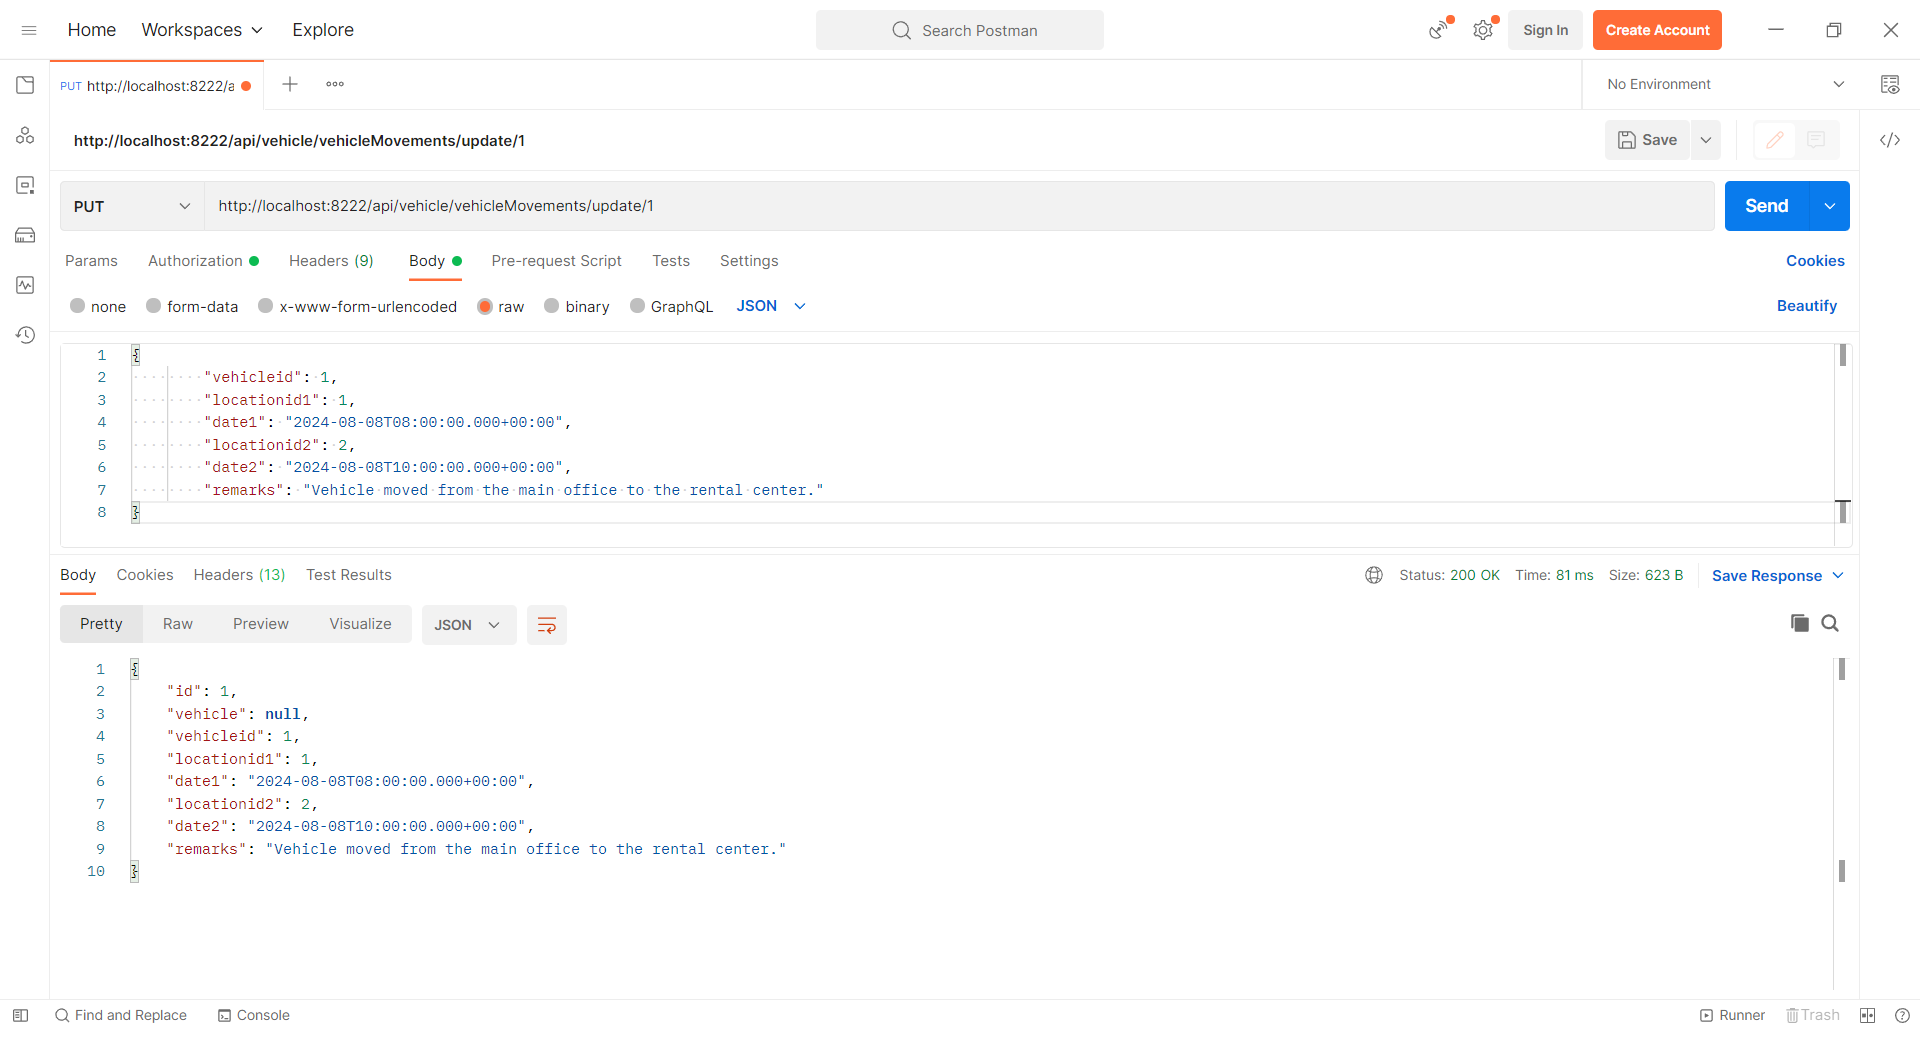 Home Workspaces Explore Search Postman Sign In Create Account
PUT http://localhost:8222/a No Environment
http://localhost:8222/api/vehicle/vehicleMovements/update/1 Save
PUT http://localhost:8222/api/vehicle/vehicleMovements/update/1 Send
Params Authorization Headers (9) Body Pre-request Script Tests Settings Cookies
none form-data x-www-form-urlencoded raw binary GraphQL JSON Beautify
1 {
2 "vehicleid": 1,
3 "locationid1": 1,
4 "date1": "2024-08-08T08:00:00.000+00:00",
5 "locationid2": 2,
6 "date2": "2024-08-08T10:00:00.000+00:00",
7 "remarks": "Vehicle moved from the main office to the rental center."
8 }
Body Cookies Headers (13) Test Results Status: 200 OK Time: 81 ms Size: 623 B Save Response
Pretty Raw Preview Visualize JSON
1 {
2 "id": 1,
3 "vehicle": null,
4 "vehicleid": 1,
5 "locationid1": 1,
6 "date1": "2024-08-08T08:00:00.000+00:00",
7 "locationid2": 2,
8 "date2": "2024-08-08T10:00:00.000+00:00",
9 "remarks": "Vehicle moved from the main office to the rental center."
10 }
Find and Replace Console Runner Trash